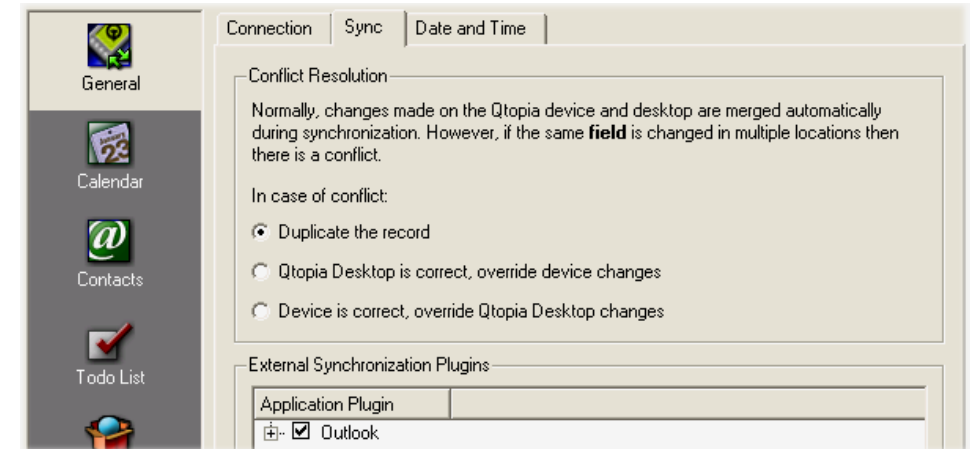 Connection Sync Date and Time
General
Conflict Resolution
Normally, changes made on the Qtopia device and desktop are merged automatically
during synchronization. However, if the same field is changed in multiple locations then
there is a conflict.
In case of conflict:
Duplicate the record
Qtopia Desktop is correct, override device changes
Device is correct, override Qtopia Desktop changes
January
23
Calendar
@
Contacts
Todo List
External Synchronization Plugins
Application Plugin
Outlook